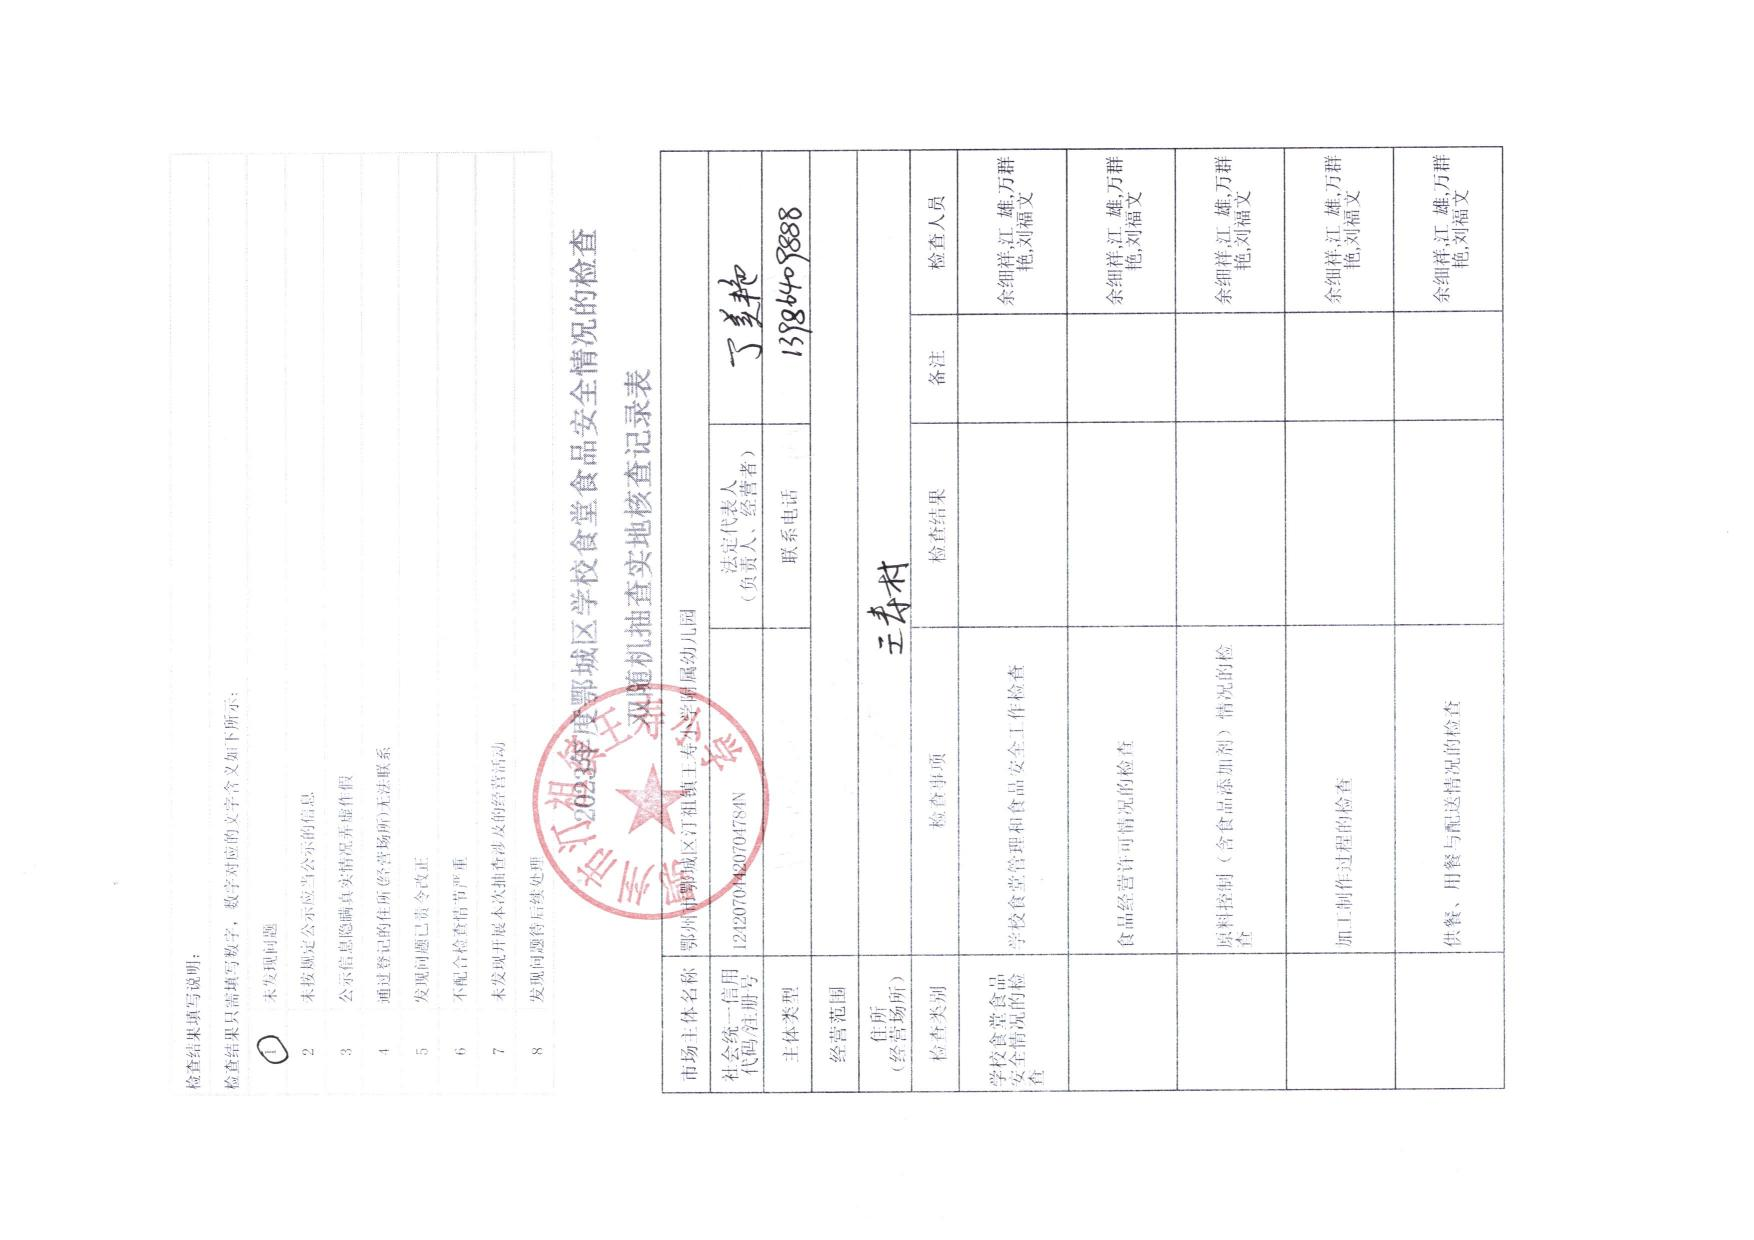 检查结果填写说明：
检查结果只需填写数字，数字对应的文字含义如下所示：
1 未发现问题
2 未按规定公示应当公示的信息
3 公示信息隐瞒真实情况弄虚作假
4 通过登记的住所(经营场所)无法联系
5 发现问题已责令改正
6 不配合检查情节严重
7 未发现开展本次抽查涉及的经营活动
8 发现问题待后续处理
2023年度鄂城区学校食堂食品安全情况的检查
双随机抽查实地核查记录表
市场主体名称 鄂州市鄂城区汀祖镇王寿小学附属幼儿园
社会统一信用
代码/注册号 12420704420704784N 法定代表人
（负责人、经营者） 丁美艳
主体类型 联系电话 13986409888
经营范围
住所
（经营场所） 王寿村
检查类别 检查事项 检查结果 备注 检查人员
学校食堂食品
安全情况的检
查 学校食堂管理和食品安全工作检查 余细祥,江 雄,万群
艳,刘福文
食品经营许可情况的检查 余细祥,江 雄,万群
艳,刘福文
原料控制（含食品添加剂）情况的检
查 余细祥,江 雄,万群
艳,刘福文
加工制作过程的检查 余细祥,江 雄,万群
艳,刘福文
供餐、用餐与配送情况的检查 余细祥,江 雄,万群
艳,刘福文